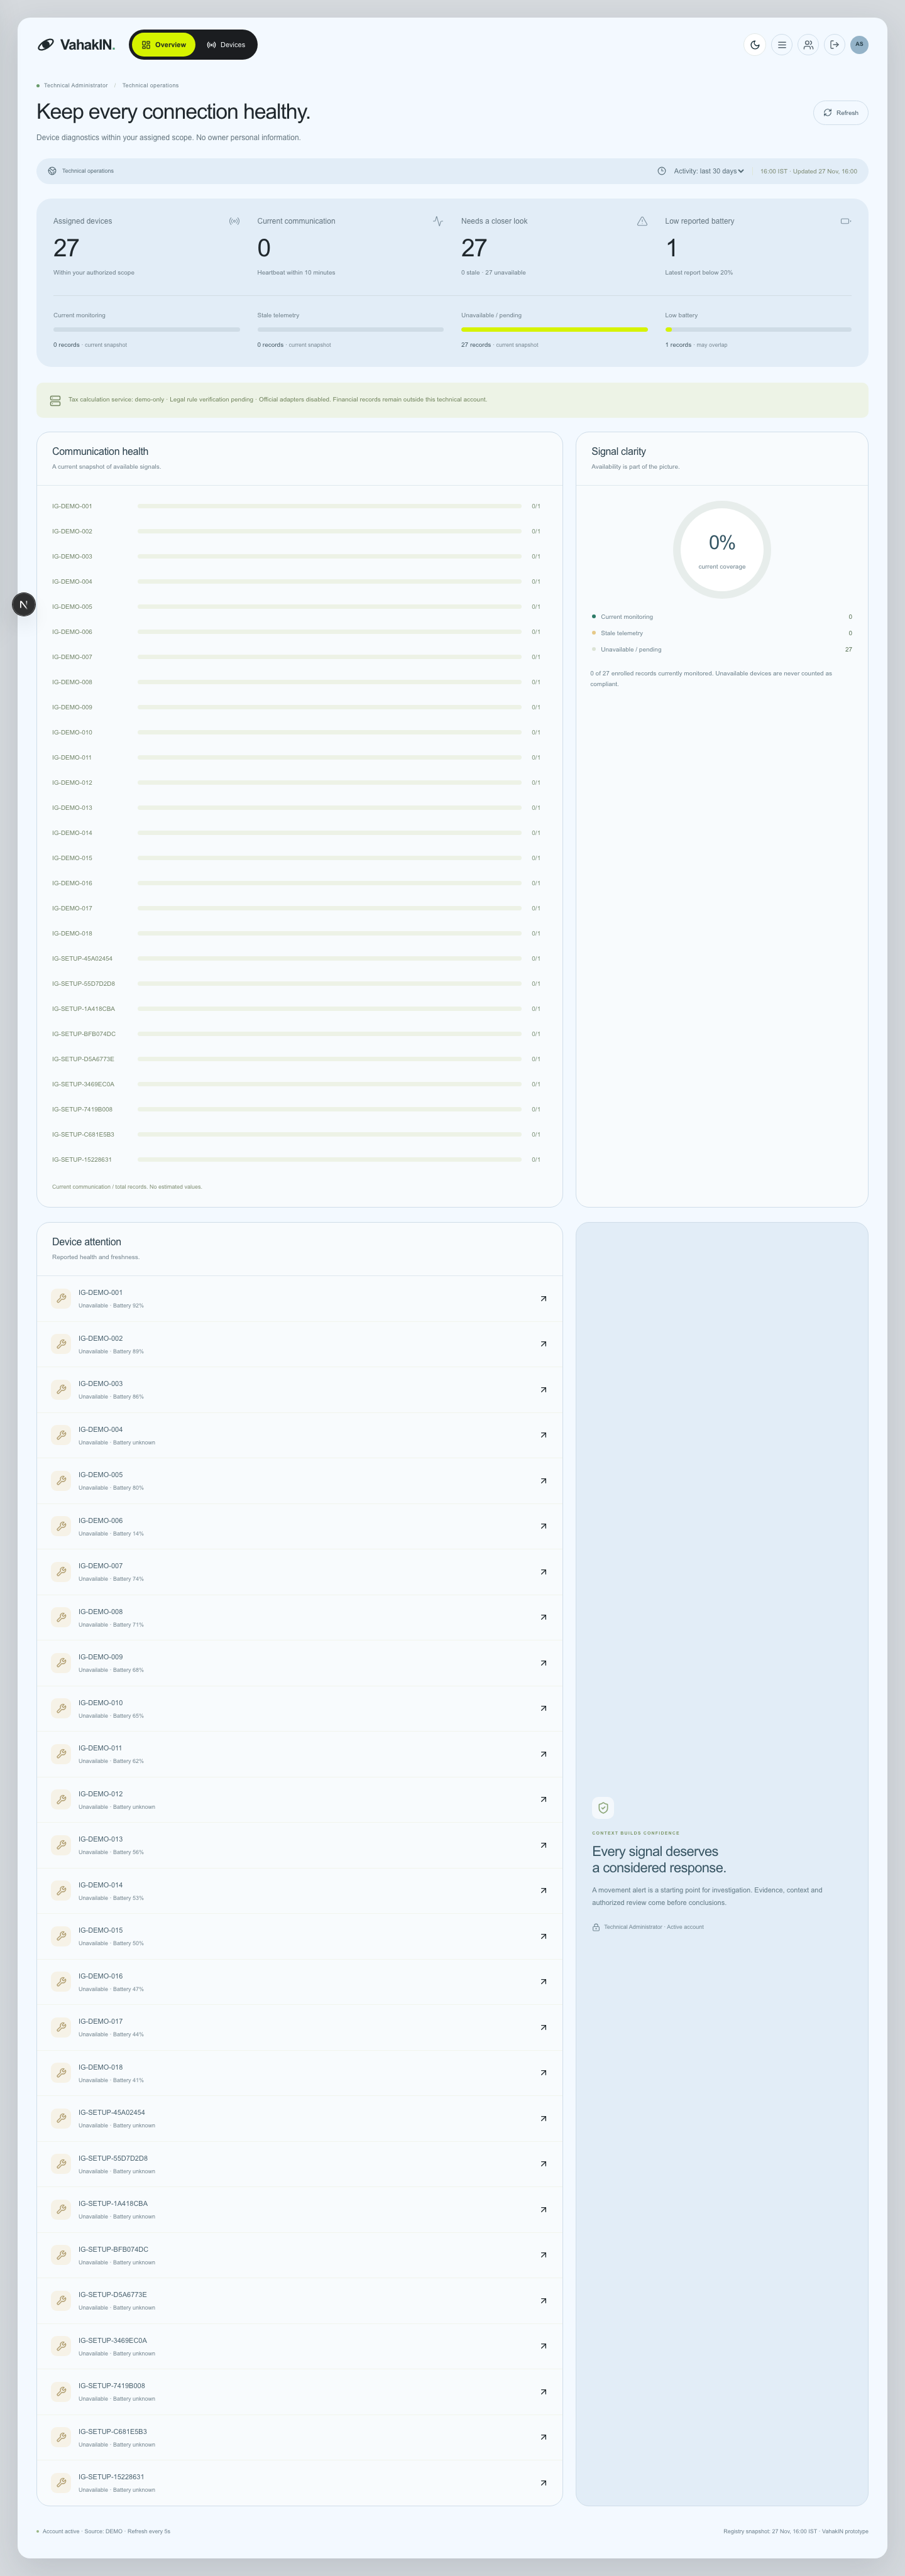 VahakIN.
Overview
Devices
AS
Technical Administrator | Technical operations
Keep every connection healthy.
Refresh
Device diagnostics within your assigned scope. No owner personal information.
Technical operations
Activity: last 30 days
16:00 IST · Updated 27 Nov, 16:00
Assigned devices
27
Within your authorized scope
Current communication
0
Heartbeat within 10 minutes
Needs a closer look
27
0 stale · 27 unavailable
Low reported battery
1
Latest report below 20%
Current monitoring
0 records · current snapshot
Stale telemetry
0 records · current snapshot
Unavailable / pending
27 records · current snapshot
Low battery
1 records · may overlap
Tax calculation service: demo-only · Legal rule verification pending · Official adapters disabled. Financial records remain outside this technical account.
Communication health
A current snapshot of available signals.
IG-DEMO-001 0/1
IG-DEMO-002 0/1
IG-DEMO-003 0/1
IG-DEMO-004 0/1
IG-DEMO-005 0/1
IG-DEMO-006 0/1
IG-DEMO-007 0/1
IG-DEMO-008 0/1
IG-DEMO-009 0/1
IG-DEMO-010 0/1
IG-DEMO-011 0/1
IG-DEMO-012 0/1
IG-DEMO-013 0/1
IG-DEMO-014 0/1
IG-DEMO-015 0/1
IG-DEMO-016 0/1
IG-DEMO-017 0/1
IG-DEMO-018 0/1
IG-SETUP-45A02454 0/1
IG-SETUP-55D7D2D8 0/1
IG-SETUP-1A418CBA 0/1
IG-SETUP-BFB074DC 0/1
IG-SETUP-D5A6773E 0/1
IG-SETUP-3469EC0A 0/1
IG-SETUP-7419B008 0/1
IG-SETUP-C681E5B3 0/1
IG-SETUP-15228631 0/1
Current communication / total records. No estimated values.
N
Signal clarity
Availability is part of the picture.
0%
current coverage
Current monitoring 0
Stale telemetry 0
Unavailable / pending 27
0 of 27 enrolled records currently monitored. Unavailable devices are never counted as
compliant.
Device attention
Reported health and freshness.
IG-DEMO-001
Unavailable · Battery 92%
IG-DEMO-002
Unavailable · Battery 89%
IG-DEMO-003
Unavailable · Battery 86%
IG-DEMO-004
Unavailable · Battery unknown
IG-DEMO-005
Unavailable · Battery 80%
IG-DEMO-006
Unavailable · Battery 14%
IG-DEMO-007
Unavailable · Battery 74%
IG-DEMO-008
Unavailable · Battery 71%
IG-DEMO-009
Unavailable · Battery 68%
IG-DEMO-010
Unavailable · Battery 65%
IG-DEMO-011
Unavailable · Battery 62%
IG-DEMO-012
Unavailable · Battery unknown
IG-DEMO-013
Unavailable · Battery 56%
IG-DEMO-014
Unavailable · Battery 53%
IG-DEMO-015
Unavailable · Battery 50%
IG-DEMO-016
Unavailable · Battery 47%
IG-DEMO-017
Unavailable · Battery 44%
IG-DEMO-018
Unavailable · Battery 41%
IG-SETUP-45A02454
Unavailable · Battery unknown
IG-SETUP-55D7D2D8
Unavailable · Battery unknown
IG-SETUP-1A418CBA
Unavailable · Battery unknown
IG-SETUP-BFB074DC
Unavailable · Battery unknown
IG-SETUP-D5A6773E
Unavailable · Battery unknown
IG-SETUP-3469EC0A
Unavailable · Battery unknown
IG-SETUP-7419B008
Unavailable · Battery unknown
IG-SETUP-C681E5B3
Unavailable · Battery unknown
IG-SETUP-15228631
Unavailable · Battery unknown
CONTEXT BUILDS CONFIDENCE
Every signal deserves
a considered response.
A movement alert is a starting point for investigation. Evidence, context and
authorized review come before conclusions.
Technical Administrator · Active account
Account active · Source: DEMO · Refresh every 5s
Registry snapshot: 27 Nov, 16:00 IST · VahakIN prototype